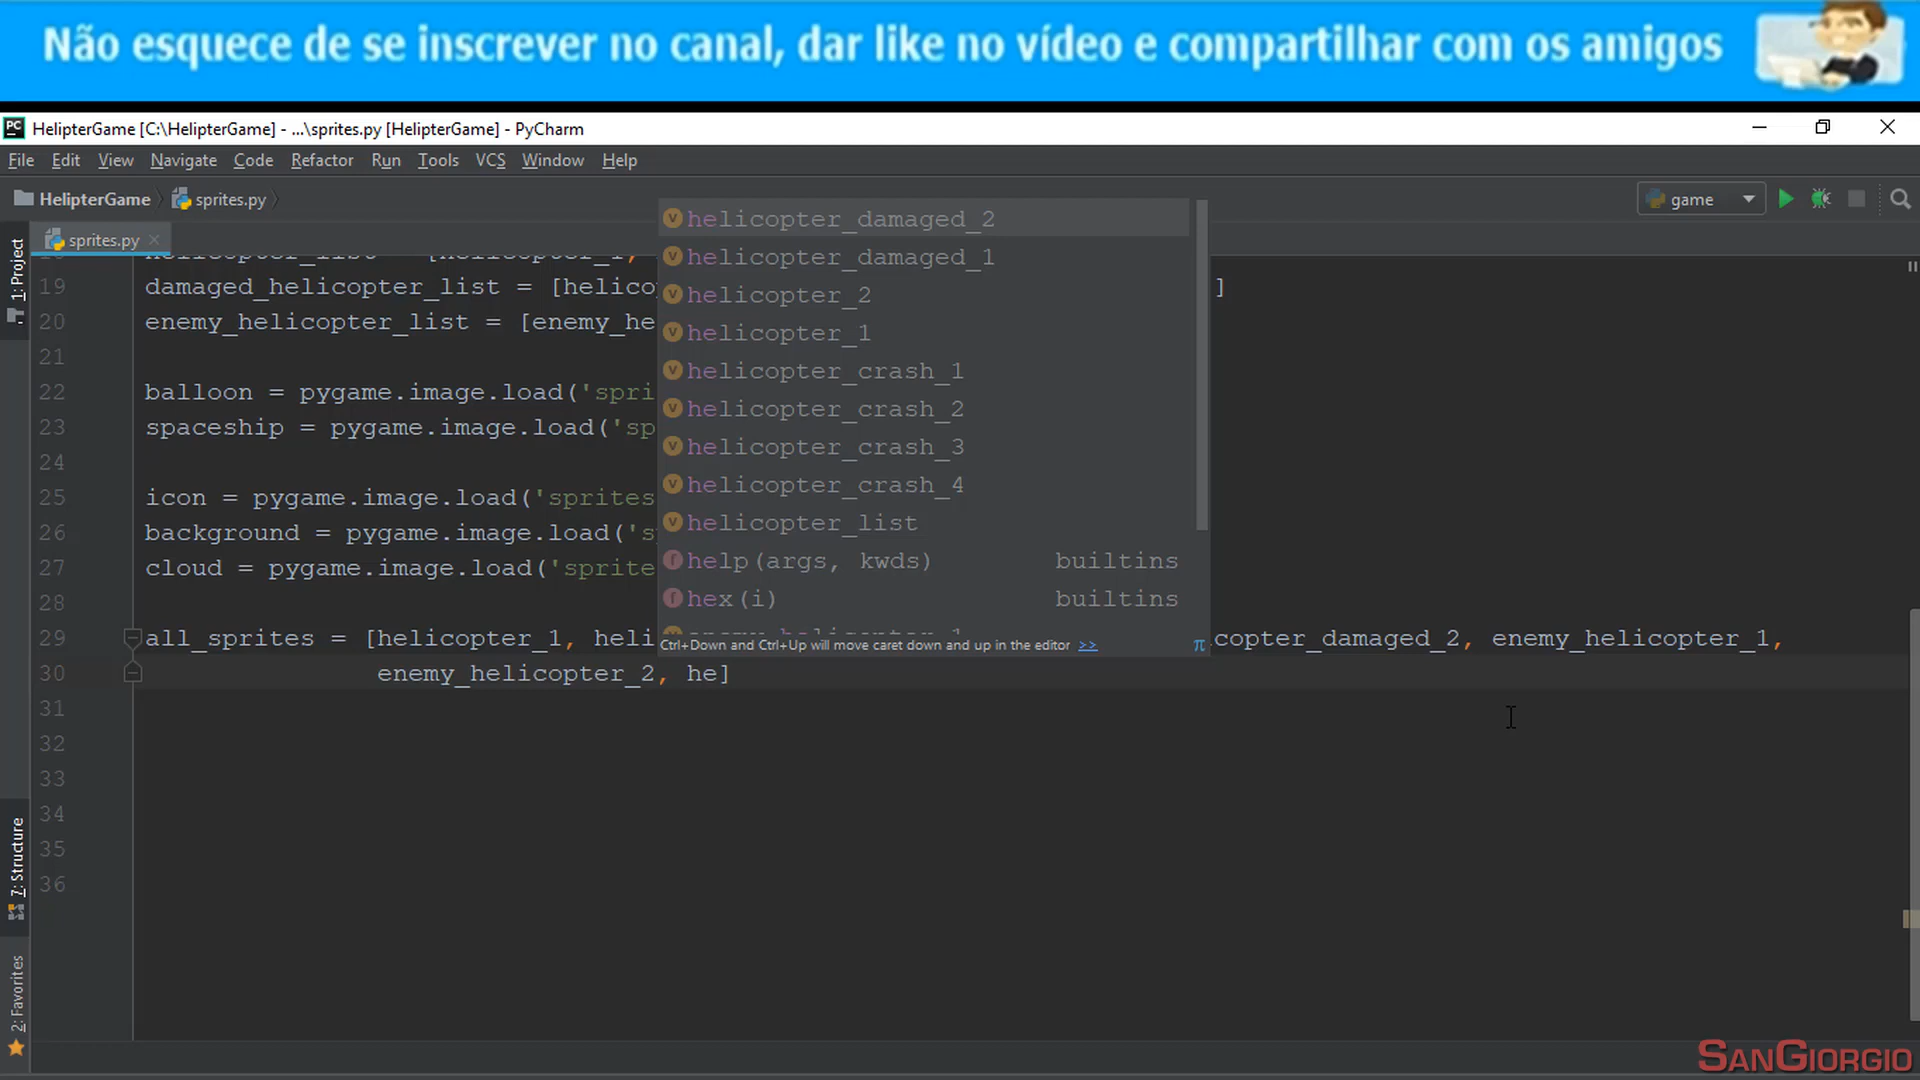 Não esquece de se inscrever no canal, dar like no vídeo e compartilhar com os amigos
PC HelipterGame [C:\HelipterGame] - ...\sprites.py [HelipterGame] - PyCharm
File Edit View Navigate Code Refactor Run Tools VCS Window Help
HelipterGame sprites.py game
sprites.py
1: Project
7: Structure
2: Favorites
19 damaged_helicopter_list = [helico ]
20 enemy_helicopter_list = [enemy_he
21
22 balloon = pygame.image.load('spri
23 spaceship = pygame.image.load('sp
24
25 icon = pygame.image.load('sprites
26 background = pygame.image.load('s
27 cloud = pygame.image.load('sprite
28
29 all_sprites = [helicopter_1, heli copter_damaged_2, enemy_helicopter_1,
30 enemy_helicopter_2, he]
31
32
33
34
35
36
v helicopter_damaged_2
v helicopter_damaged_1
v helicopter_2
v helicopter_1
v helicopter_crash_1
v helicopter_crash_2
v helicopter_crash_3
v helicopter_crash_4
v helicopter_list
f help(args, kwds) builtins
f hex(i) builtins
Ctrl+Down and Ctrl+Up will move caret down and up in the editor >> π
SANGIORGIO